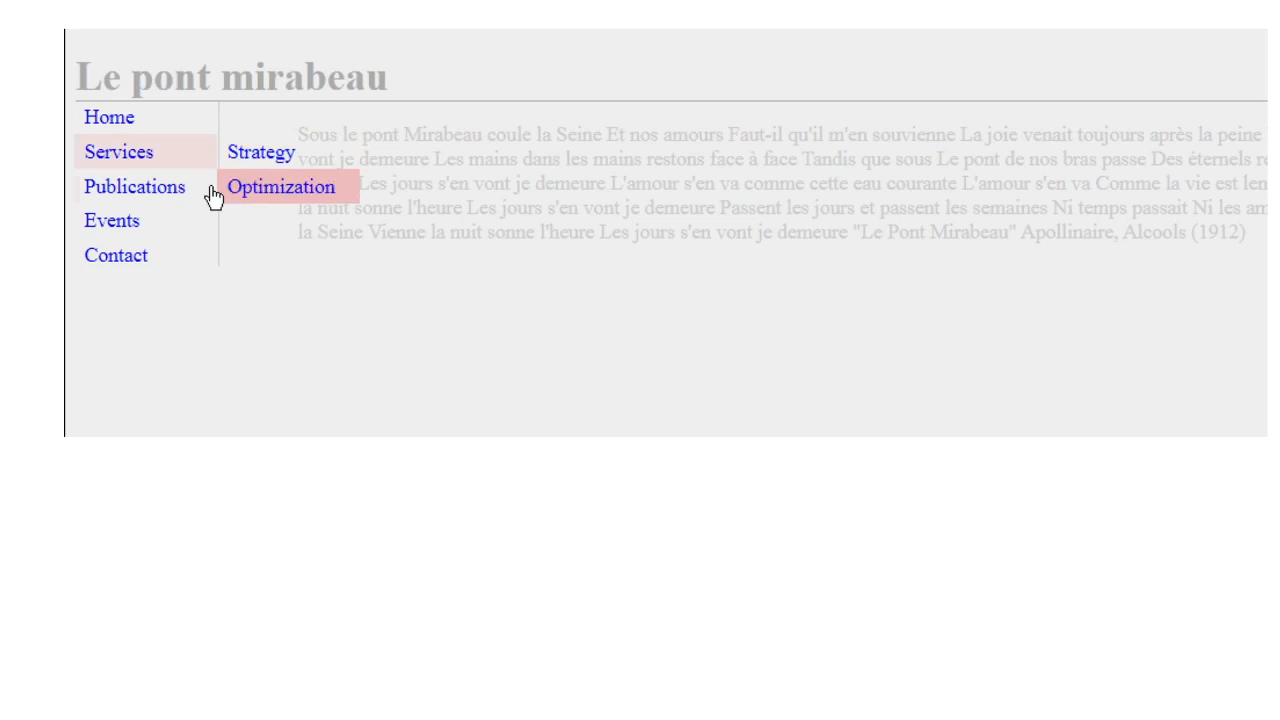 Le pont mirabeau
Home
Services
Publications
Events
Contact
Strategy
Optimization
Sous le pont Mirabeau coule la Seine Et nos amours Faut-il qu'il m'en souvienne La joie venait toujours après la peine
vont je demeure Les mains dans les mains restons face à face Tandis que sous Le pont de nos bras passe Des éternels
Les jours s'en vont je demeure L'amour s'en va comme cette eau courante L'amour s'en va Comme la vie est
la nuit sonne l'heure Les jours s'en vont je demeure Passent les jours et passent les semaines Ni temps passait Ni les
la Seine Vienne la nuit sonne l'heure Les jours s'en vont je demeure "Le Pont Mirabeau" Apollinaire, Alcools (1912)